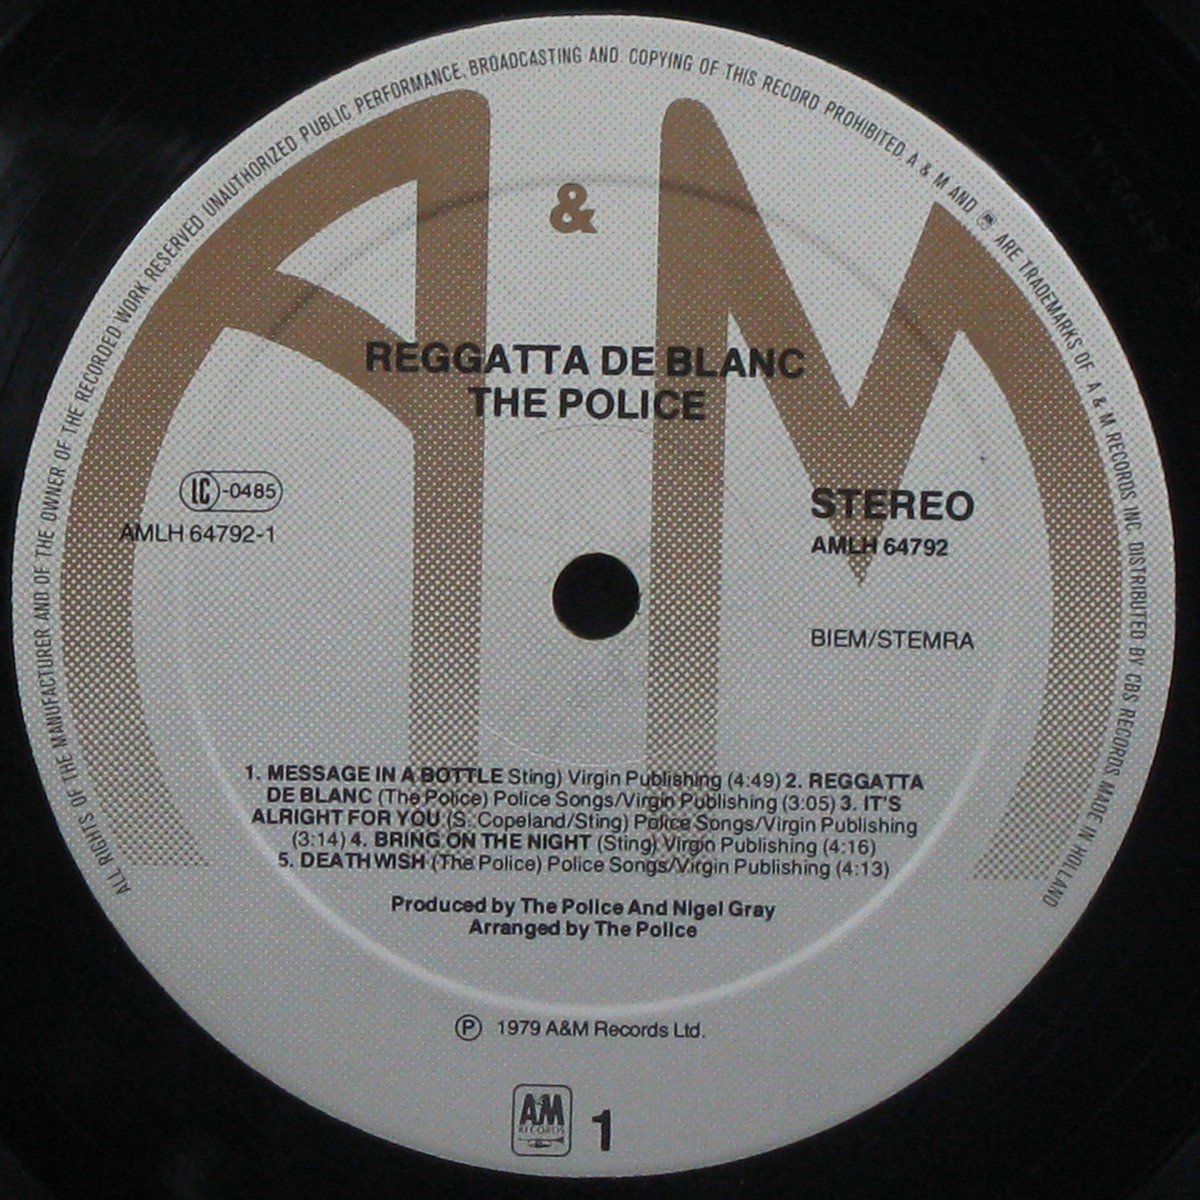 ALL RIGHTS OF THE MANUFACTURER AND OF THE OWNER OF THE RECORDED WORK RESERVED UNAUTHORIZED PUBLIC PERFORMANCE, BROADCASTING AND COPYING OF THIS RECORD PROHIBITED A & M AND ARE TRADEMARKS OF A & M RECORDS INC. DISTRIBUTED BY CBS RECORDS MADE IN HOLLAND
A & M
REGGATTA DE BLANC
THE POLICE
LC-0485
AMLH 64792-1
STEREO
AMLH 64792
BIEM/STEMRA
1. MESSAGE IN A BOTTLE Sting) Virgin Publishing (4:49) 2. REGGATTA
DE BLANC (The Police) Police Songs/Virgin Publishing (3:05) 3. IT'S
ALRIGHT FOR YOU (S. Copeland/Sting) Police Songs/Virgin Publishing
(3:14) 4. BRING ON THE NIGHT (Sting) Virgin Publishing (4:16)
5. DEATHWISH (The Police) Police Songs/Virgin Publishing (4:13)
Produced by The Police And Nigel Gray
Arranged by The Police
Ⓟ 1979 A&M Records Ltd.
AM
RECORDS
1